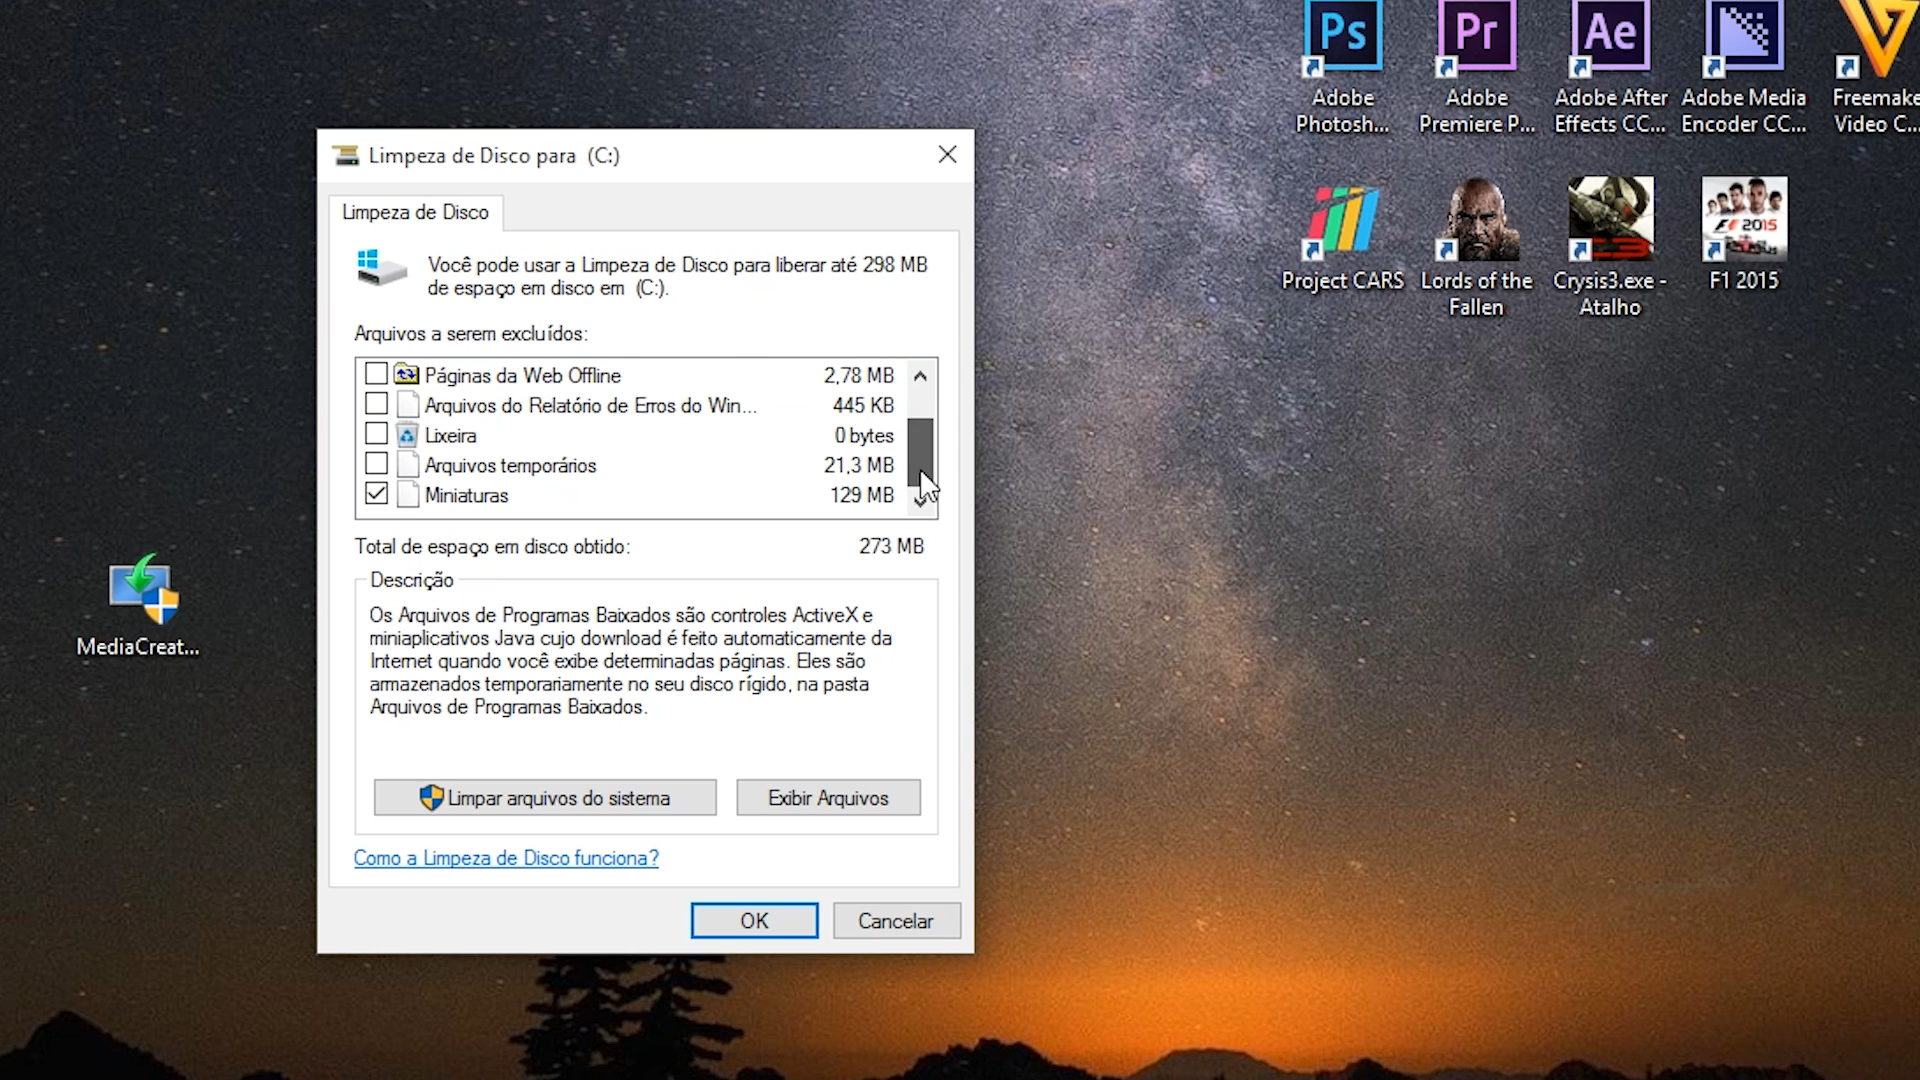 Ps
Pr
Ae
Adobe
Photosh...
Adobe
Premiere P...
Adobe After
Effects CC...
Adobe Media
Encoder CC...
Freemake
Video C...
Project CARS
Lords of the
Fallen
Crysis3.exe -
Atalho
F1 2015
F1 2015
MediaCreat...
Limpeza de Disco para (C:)
Limpeza de Disco
Você pode usar a Limpeza de Disco para liberar até 298 MB
de espaço em disco em (C:).
Arquivos a serem excluídos:
Páginas da Web Offline 2,78 MB
Arquivos do Relatório de Erros do Win... 445 KB
Lixeira 0 bytes
Arquivos temporários 21,3 MB
Miniaturas 129 MB
Total de espaço em disco obtido: 273 MB
Descrição
Os Arquivos de Programas Baixados são controles ActiveX e
miniaplicativos Java cujo download é feito automaticamente da
Internet quando você exibe determinadas páginas. Eles são
armazenados temporariamente no seu disco rígido, na pasta
Arquivos de Programas Baixados.
Limpar arquivos do sistema
Exibir Arquivos
Como a Limpeza de Disco funciona?
OK
Cancelar